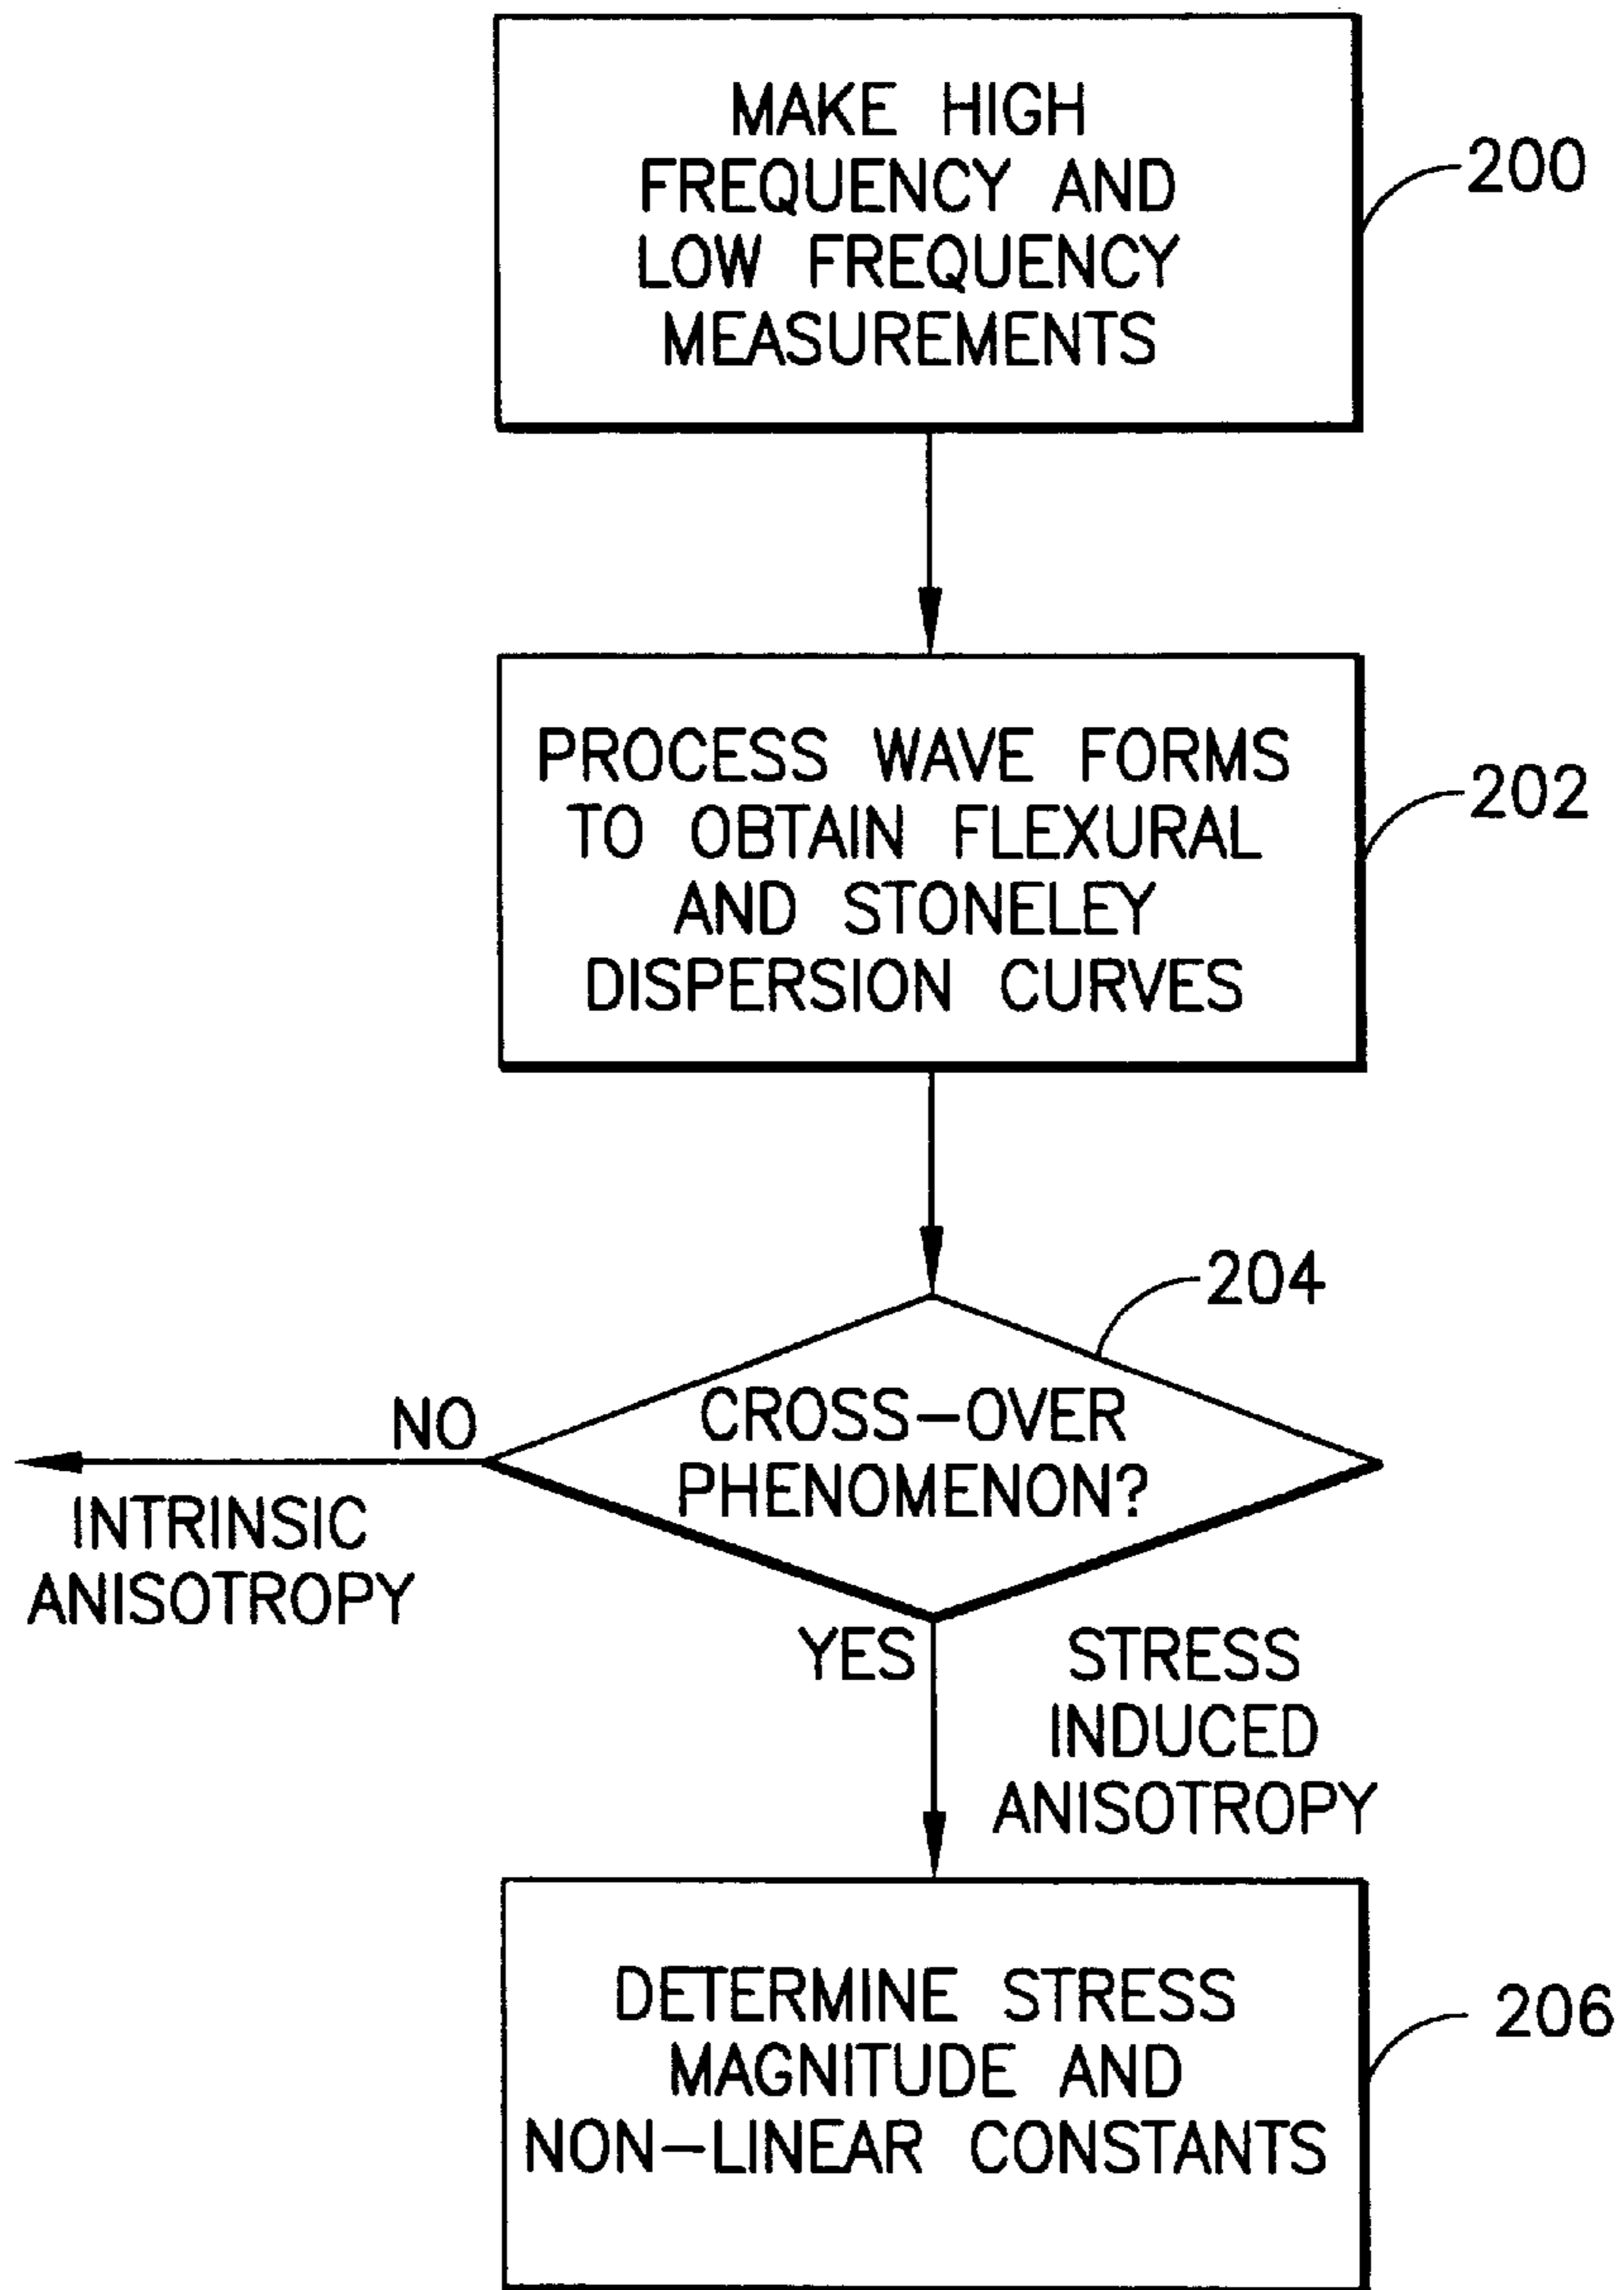 MAKE HIGH
FREQUENCY AND
LOW FREQUENCY
MEASUREMENTS
200
PROCESS WAVE FORMS
TO OBTAIN FLEXURAL
AND STONELEY
DISPERSION CURVES
202
204
CROSS-OVER
PHENOMENON?
NO
INTRINSIC
ANISOTROPY
YES
STRESS
INDUCED
ANISOTROPY
DETERMINE STRESS
MAGNITUDE AND
NON-LINEAR CONSTANTS
206